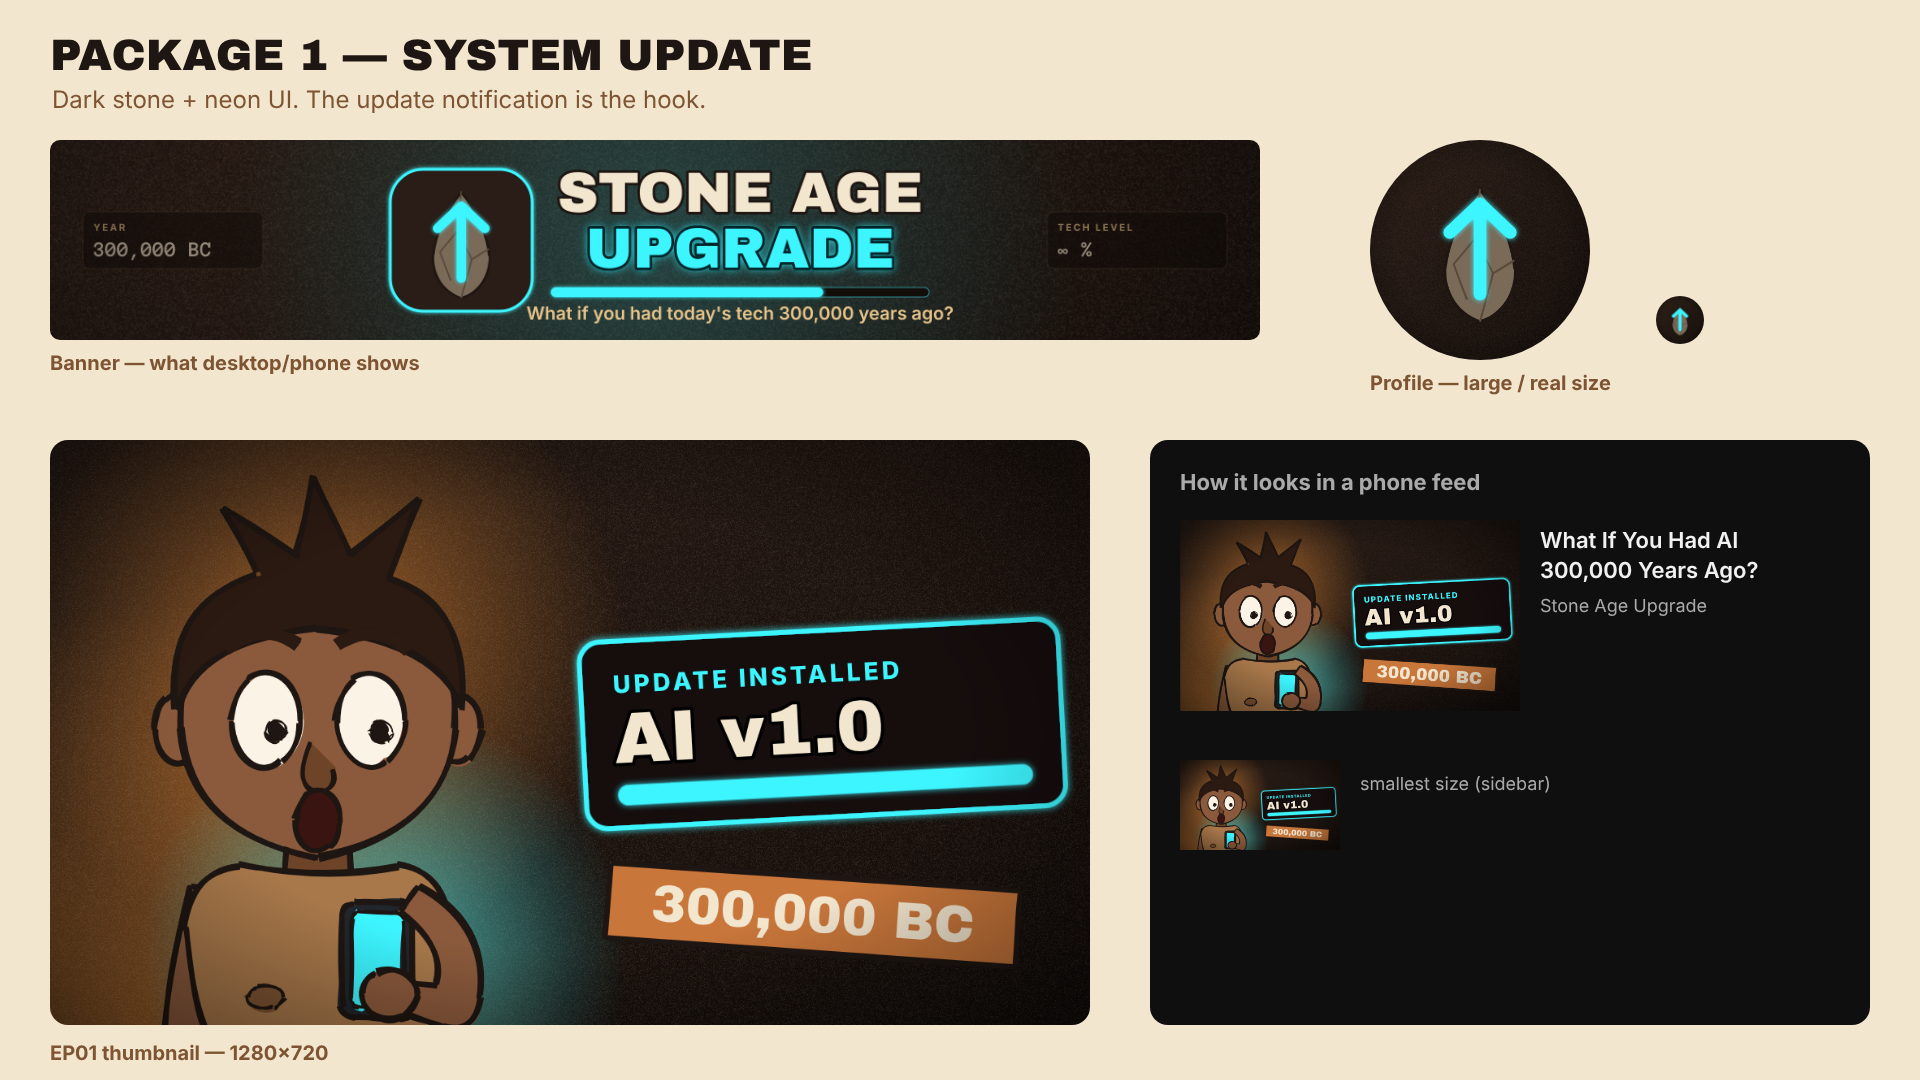 PACKAGE 1 — SYSTEM UPDATE
Dark stone + neon UI. The update notification is the hook.
YEAR
300,000 BC
STONE AGE
UPGRADE
What if you had today's tech 300,000 years ago?
TECH LEVEL
∞ %
Banner — what desktop/phone shows
Profile — large / real size
UPDATE INSTALLED
AI v1.0
300,000 BC
EP01 thumbnail — 1280×720
How it looks in a phone feed
UPDATE INSTALLED
AI v1.0
300,000 BC
What If You Had AI
300,000 Years Ago?
Stone Age Upgrade
UPDATE INSTALLED
AI v1.0
300,000 BC
smallest size (sidebar)